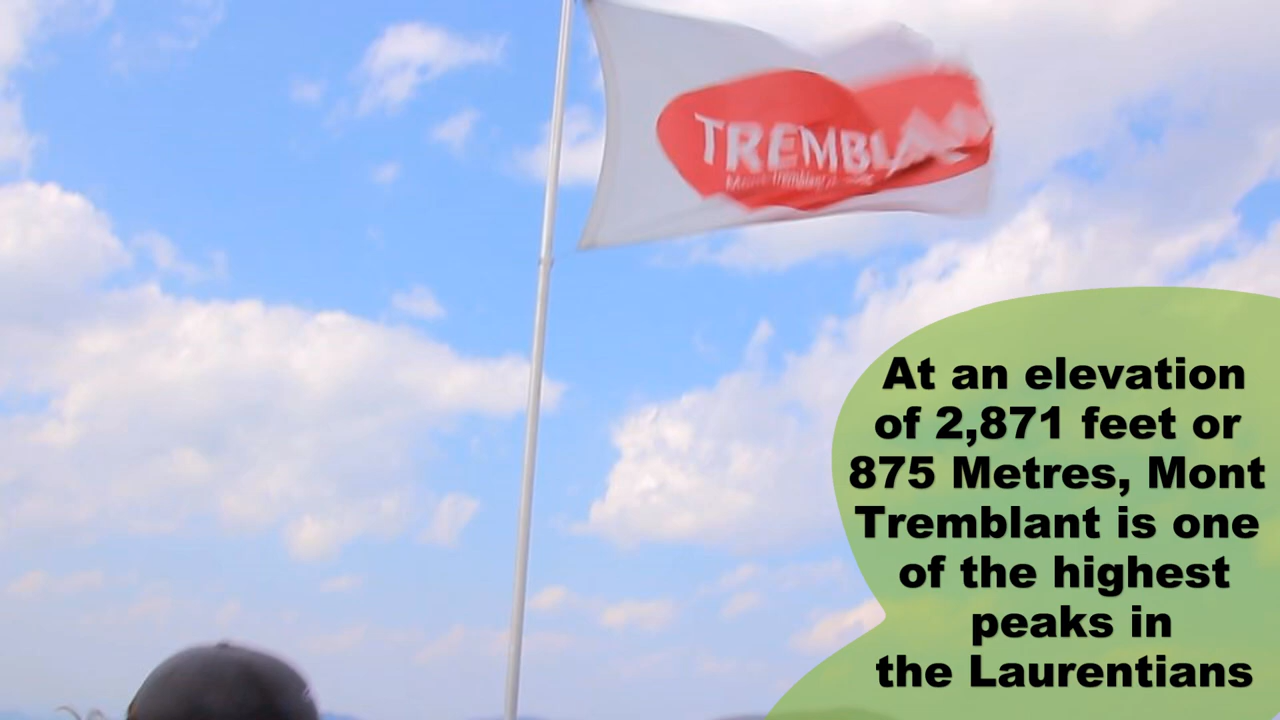 TREMBLANT
At an elevation
of 2,871 feet or
875 Metres, Mont
Tremblant is one
of the highest
peaks in
the Laurentians